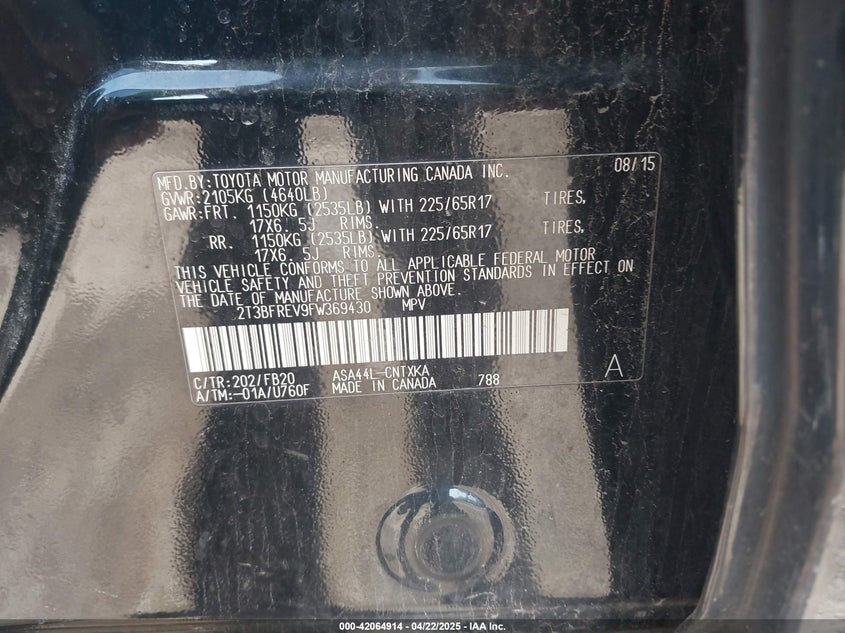 MFD.BY:TOYOTA MOTOR MANUFACTURING CANADA INC. 08/15
GVWR:2105KG (4640LB)
GAWR:FRT. 1150KG (2535LB) WITH 225/65R17 TIRES,
17X6. 5J RIMS.
RR. 1150KG (2535LB) WITH 225/65R17 TIRES,
17X6. 5J RIMS.
THIS VEHICLE CONFORMS TO ALL APPLICABLE FEDERAL MOTOR
VEHICLE SAFETY AND THEFT PREVENTION STANDARDS IN EFFECT ON
THE DATE OF MANUFACTURE SHOWN ABOVE.
2T3BFREV9FW369430 MPV
C/TR:202/FB20 ASA44L-CNTXKA A
A/TM:-01A/U760F MADE IN CANADA 788
000-42064914 - 04/22/2025 - IAA Inc.